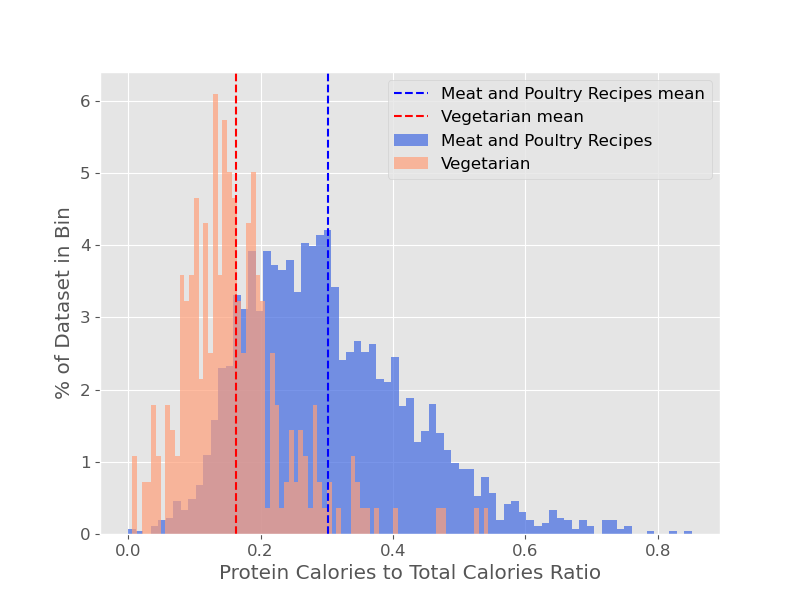 Meat and Poultry Recipes mean
Vegetarian mean
Meat and Poultry Recipes
Vegetarian
6
5
4
3
2
1
0
% of Dataset in Bin
0.0 0.2 0.4 0.6 0.8
Protein Calories to Total Calories Ratio